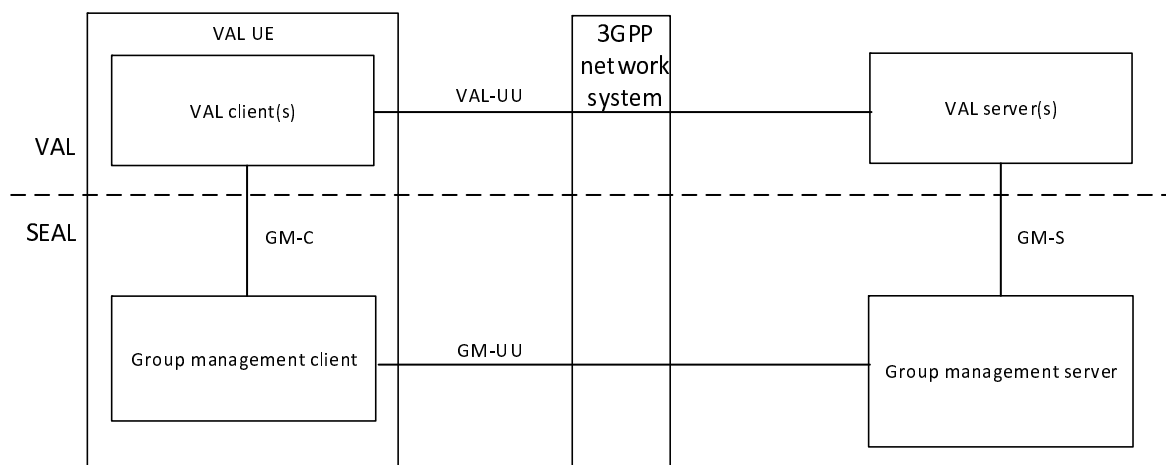 VAL UE
3GPP
network
system
VAL client(s)
VAL-UU
VAL server(s)
VAL
SEAL
GM-C
GM-S
Group management client
GM-UU
Group management server